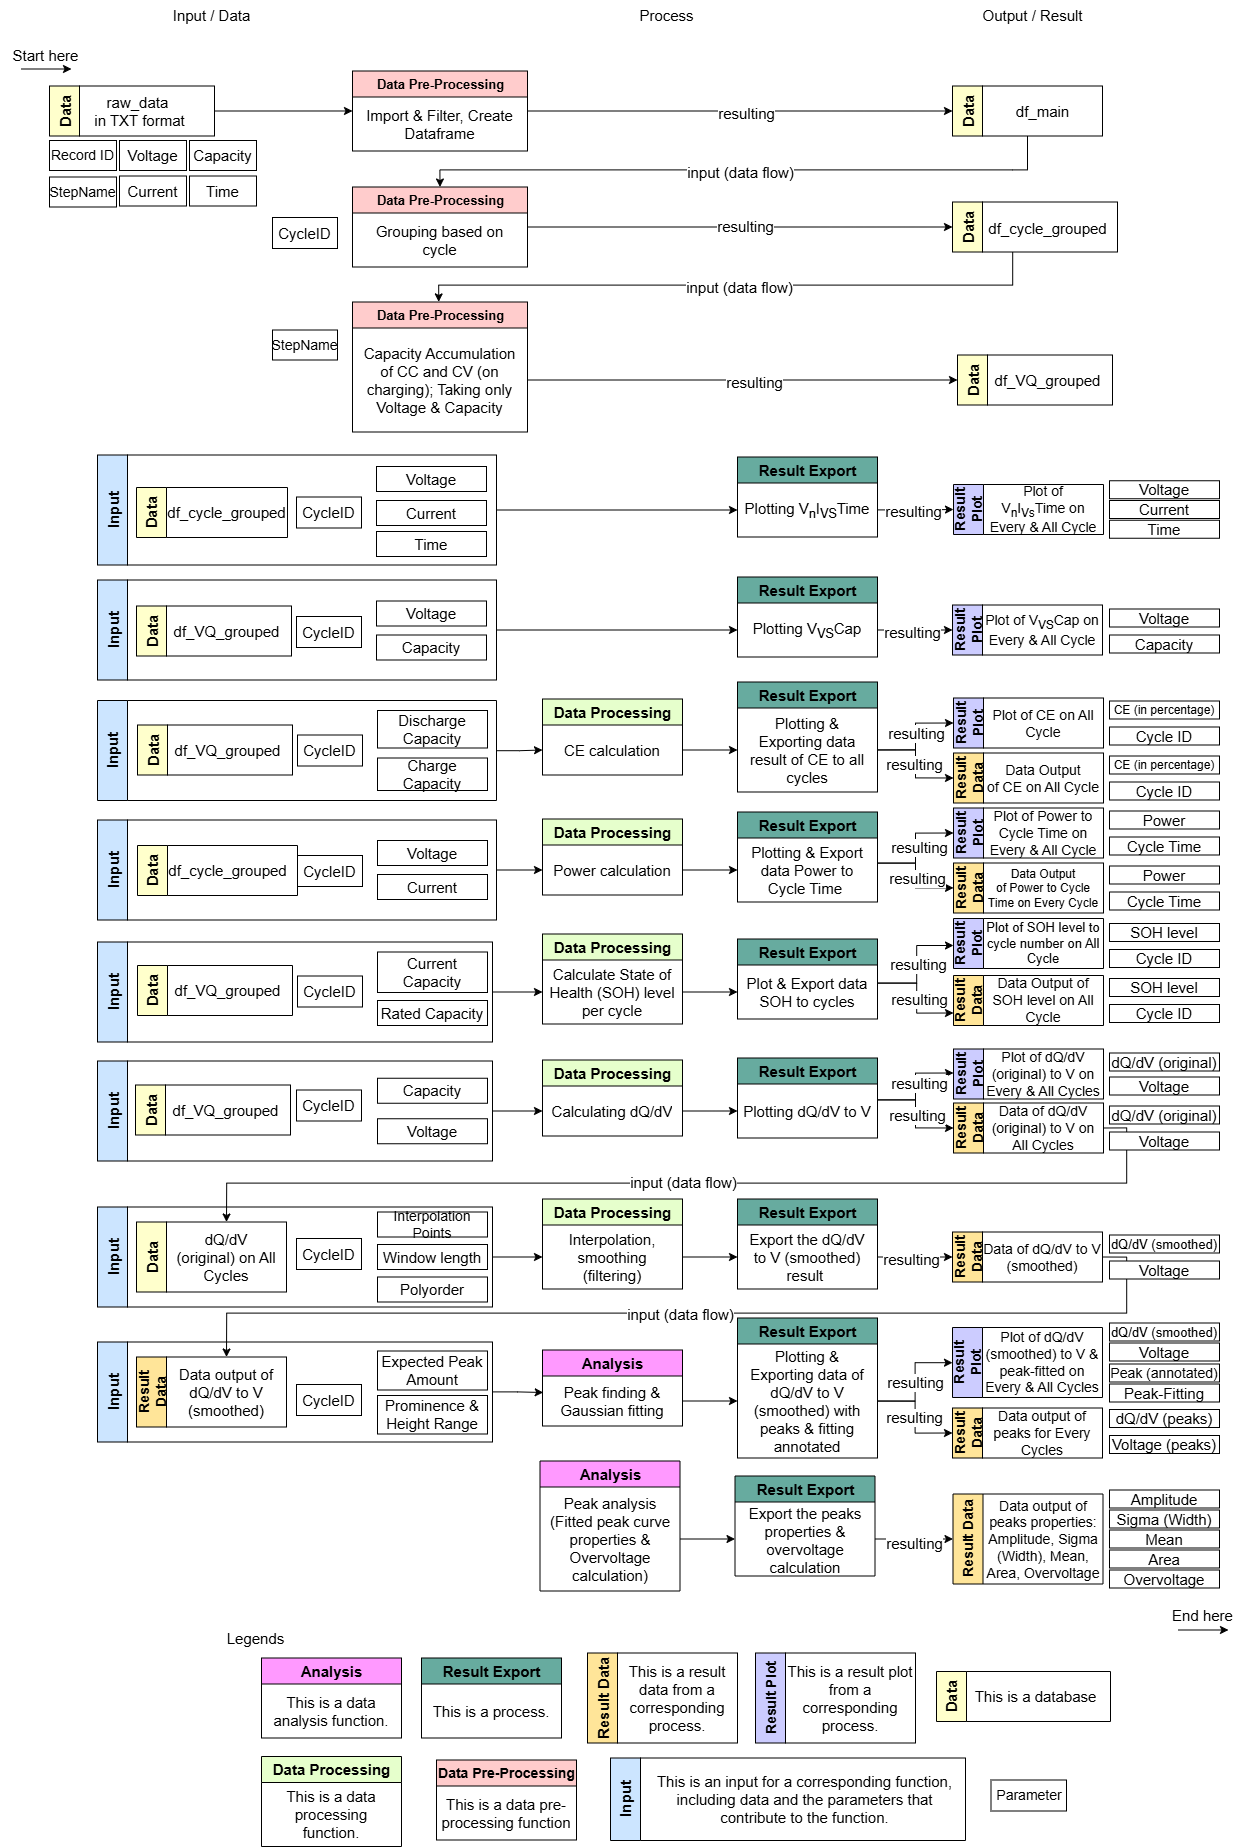 Input / Data
Process
Output / Result
Start here
Data
raw_data
in TXT format
Record ID
Voltage
Capacity
StepName
Current
Time
Data Pre-Processing
Import & Filter, Create
Dataframe
resulting
Data
df_main
input (data flow)
CycleID
Data Pre-Processing
Grouping based on
cycle
resulting
Data
df_cycle_grouped
input (data flow)
StepName
Data Pre-Processing
Capacity Accumulation
of CC and CV (on
charging); Taking only
Voltage & Capacity
resulting
Data
df_VQ_grouped
Input
Data
df_cycle_grouped
CycleID
Voltage
Current
Time
Result Export
Plotting VnIVSTime
resulting
Result
Plot
Plot of
VnIVsTime on
Every & All Cycle
Voltage
Current
Time
Input
Data
df_VQ_grouped
CycleID
Voltage
Capacity
Result Export
Plotting VVSCap
resulting
Result
Plot
Plot of VVSCap on
Every & All Cycle
Voltage
Capacity
Input
Data
df_VQ_grouped
CycleID
Discharge
Capacity
Charge
Capacity
Data Processing
CE calculation
Result Export
Plotting &
Exporting data
result of CE to all
cycles
resulting
resulting
Result
Plot
Plot of CE on All
Cycle
CE (in percentage)
Cycle ID
Result
Data
Data Output
of CE on All Cycle
CE (in percentage)
Cycle ID
Input
Data
df_cycle_grouped
CycleID
Voltage
Current
Data Processing
Power calculation
Result Export
Plotting & Export
data Power to
Cycle Time
resulting
resulting
Result
Plot
Plot of Power to
Cycle Time on
Every & All Cycle
Power
Cycle Time
Result
Data
Data Output
of Power to Cycle
Time on Every Cycle
Power
Cycle Time
Input
Data
df_VQ_grouped
CycleID
Current
Capacity
Rated Capacity
Data Processing
Calculate State of
Health (SOH) level
per cycle
Result Export
Plot & Export data
SOH to cycles
resulting
resulting
Result
Plot
Plot of SOH level to
cycle number on All
Cycle
SOH level
Cycle ID
Result
Data
Data Output of
SOH level on All
Cycle
SOH level
Cycle ID
Input
Data
df_VQ_grouped
CycleID
Capacity
Voltage
Data Processing
Calculating dQ/dV
Result Export
Plotting dQ/dV to V
resulting
resulting
Result
Plot
Plot of dQ/dV
(original) to V on
Every & All Cycles
dQ/dV (original)
Voltage
Result
Data
Data of dQ/dV
(original) to V on
All Cycles
dQ/dV (original)
Voltage
input (data flow)
Input
Data
dQ/dV
(original) on All
Cycles
CycleID
Interpolation
Points
Window length
Polyorder
Data Processing
Interpolation,
smoothing
(filtering)
Result Export
Export the dQ/dV
to V (smoothed)
result
resulting
Result
Data
Data of dQ/dV to V
(smoothed)
dQ/dV (smoothed)
Voltage
input (data flow)
Input
Result
Data
Data output of
dQ/dV to V
(smoothed)
CycleID
Expected Peak
Amount
Prominence &
Height Range
Analysis
Peak finding &
Gaussian fitting
Result Export
Plotting &
Exporting data of
dQ/dV to V
(smoothed) with
peaks & fitting
annotated
resulting
resulting
Result
Plot
Plot of dQ/dV
(smoothed) to V &
peak-fitted on
Every & All Cycles
dQ/dV (smoothed)
Voltage
Peak (annotated)
Peak-Fitting
Result
Data
Data output of
peaks for Every
Cycles
dQ/dV (peaks)
Voltage (peaks)
Analysis
Peak analysis
(Fitted peak curve
properties &
Overvoltage
calculation)
Result Export
Export the peaks
properties &
overvoltage
calculation
resulting
Result Data
Data output of
peaks properties:
Amplitude, Sigma
(Width), Mean,
Area, Overvoltage
Amplitude
Sigma (Width)
Mean
Area
Overvoltage
End here
Legends
Analysis
This is a data
analysis function.
Result Export
This is a process.
Result Data
This is a result
data from a
corresponding
process.
Result Plot
This is a result plot
from a
corresponding
process.
Data
This is a database
Data Processing
This is a data
processing
function.
Data Pre-Processing
This is a data pre-
processing function
Input
This is an input for a corresponding function,
including data and the parameters that
contribute to the function.
Parameter